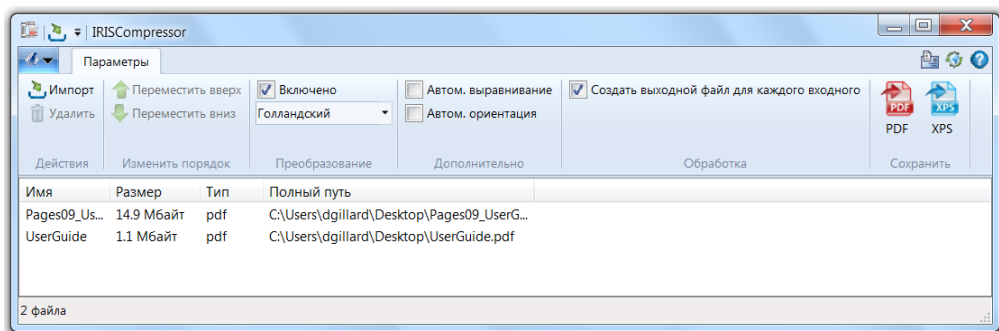 IRISCompressor
Параметры
Импорт Переместить вверх Включено Автом. выравнивание Создать выходной файл для каждого входного
Удалить Переместить вниз Голландский Автом. ориентация
PDF XPS
PDF XPS
Действия Изменить порядок Преобразование Дополнительно Обработка Сохранить
Имя Размер Тип Полный путь
Pages09_Us... 14.9 Мбайт pdf C:\Users\dgillard\Desktop\Pages09_UserG...
UserGuide 1.1 Мбайт pdf C:\Users\dgillard\Desktop\UserGuide.pdf
2 файла